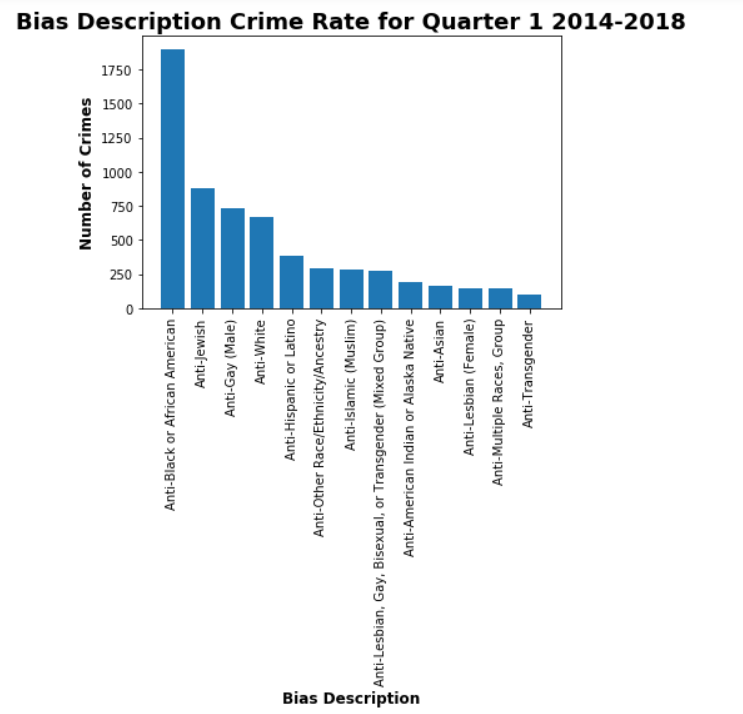 Bias Description Crime Rate for Quarter 1 2014-2018
Number of Crimes
1750
1500
1250
1000
750
500
250
0
Anti-Black or African American
Anti-Jewish
Anti-Gay (Male)
Anti-White
Anti-Hispanic or Latino
Anti-Other Race/Ethnicity/Ancestry
Anti-Islamic (Muslim)
Anti-Lesbian, Gay, Bisexual, or Transgender (Mixed Group)
Anti-American Indian or Alaska Native
Anti-Asian
Anti-Lesbian (Female)
Anti-Multiple Races, Group
Anti-Transgender
Bias Description